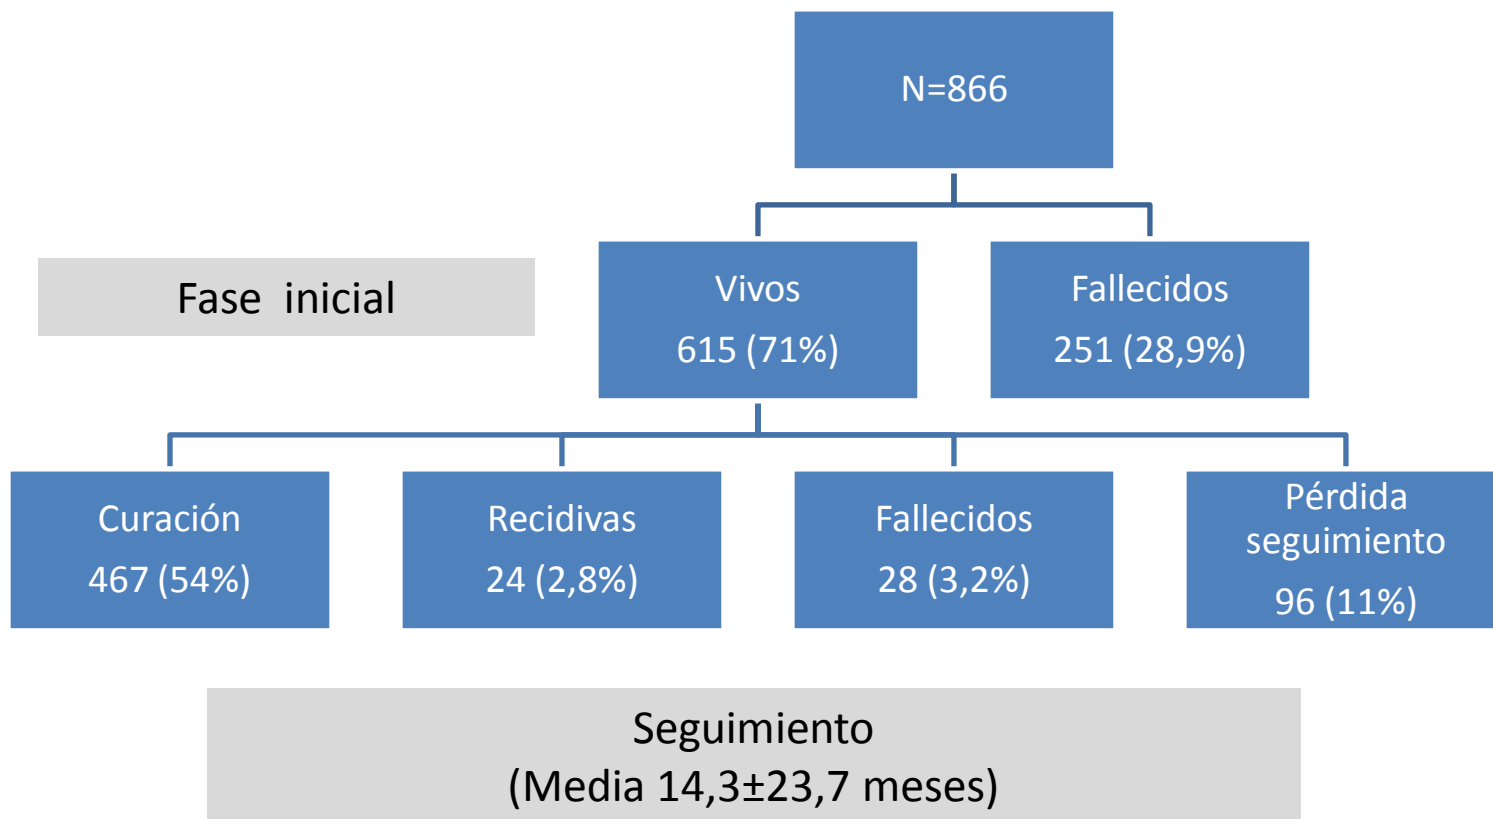 N=866
Fase inicial
Vivos
615 (71%)
Fallecidos
251 (28,9%)
Curación
467 (54%)
Recidivas
24 (2,8%)
Fallecidos
28 (3,2%)
Pérdida
seguimiento
96 (11%)
Seguimiento
(Media 14,3±23,7 meses)